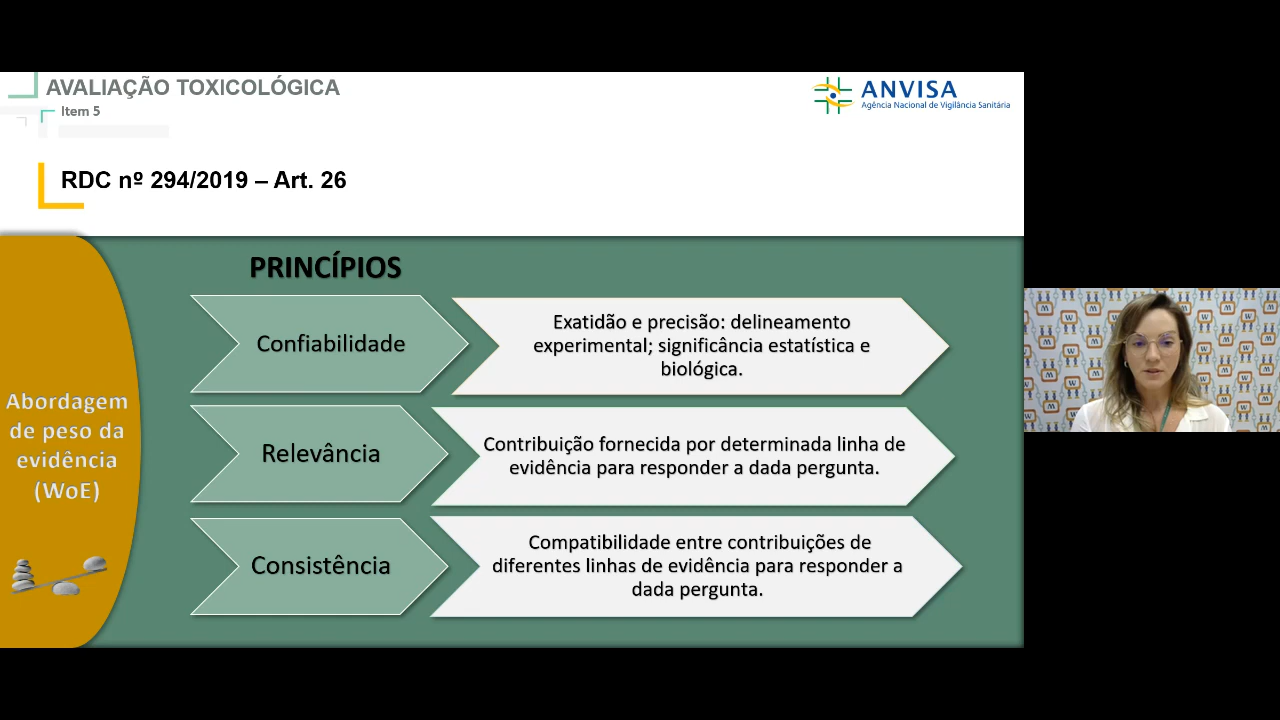 AVALIAÇÃO TOXICOLÓGICA
Item 5
ANVISA
Agência Nacional de Vigilância Sanitária
RDC nº 294/2019 – Art. 26
PRINCÍPIOS
Abordagem
de peso da
evidência
(WoE)
Confiabilidade
Exatidão e precisão: delineamento
experimental; significância estatística e
biológica.
Relevância
Contribuição fornecida por determinada linha de
evidência para responder a dada pergunta.
Consistência
Compatibilidade entre contribuições de
diferentes linhas de evidência para responder a
dada pergunta.